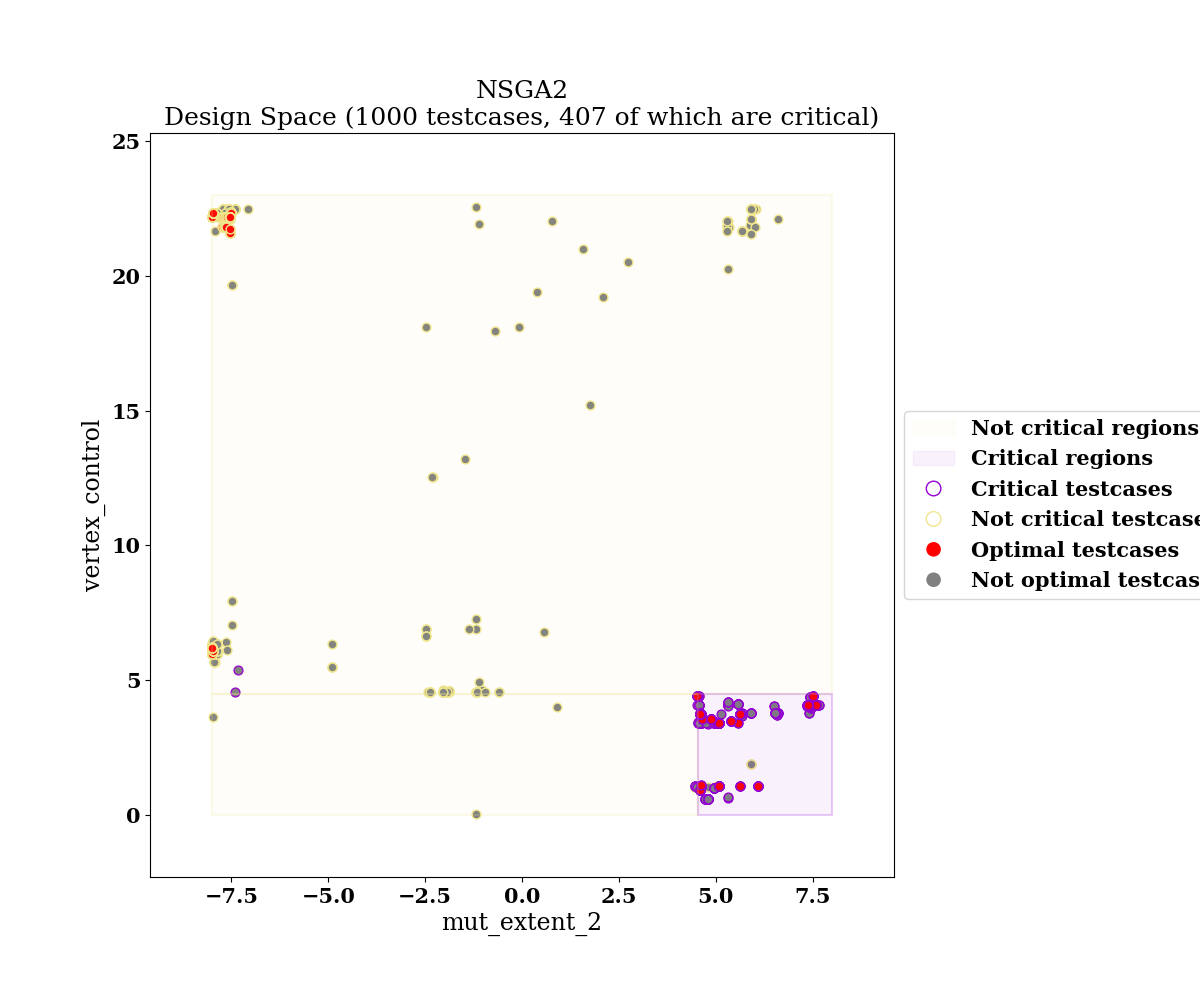 NSGA2
Design Space (1000 testcases, 407 of which are critical)
25
20
15
10
5
0
vertex_control
−7.5
−5.0
−2.5
0.0
2.5
5.0
7.5
mut_extent_2
Not critical regions
Critical regions
Critical testcases
Not critical testcase
Optimal testcases
Not optimal testcas